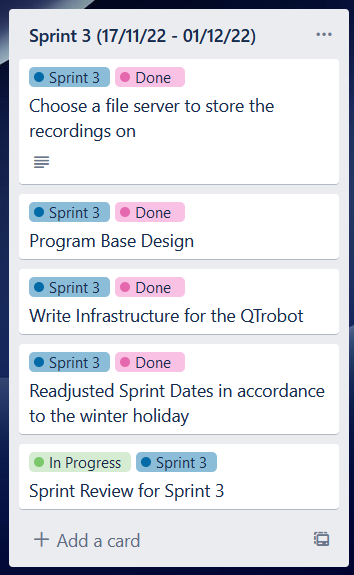 Sprint 3 (17/11/22 - 01/12/22)
Sprint 3 Done
Choose a file server to store the
recordings on
Sprint 3 Done
Program Base Design
Sprint 3 Done
Write Infrastructure for the QTrobot
Sprint 3 Done
Readjusted Sprint Dates in accordance
to the winter holiday
In Progress Sprint 3
Sprint Review for Sprint 3
Add a card